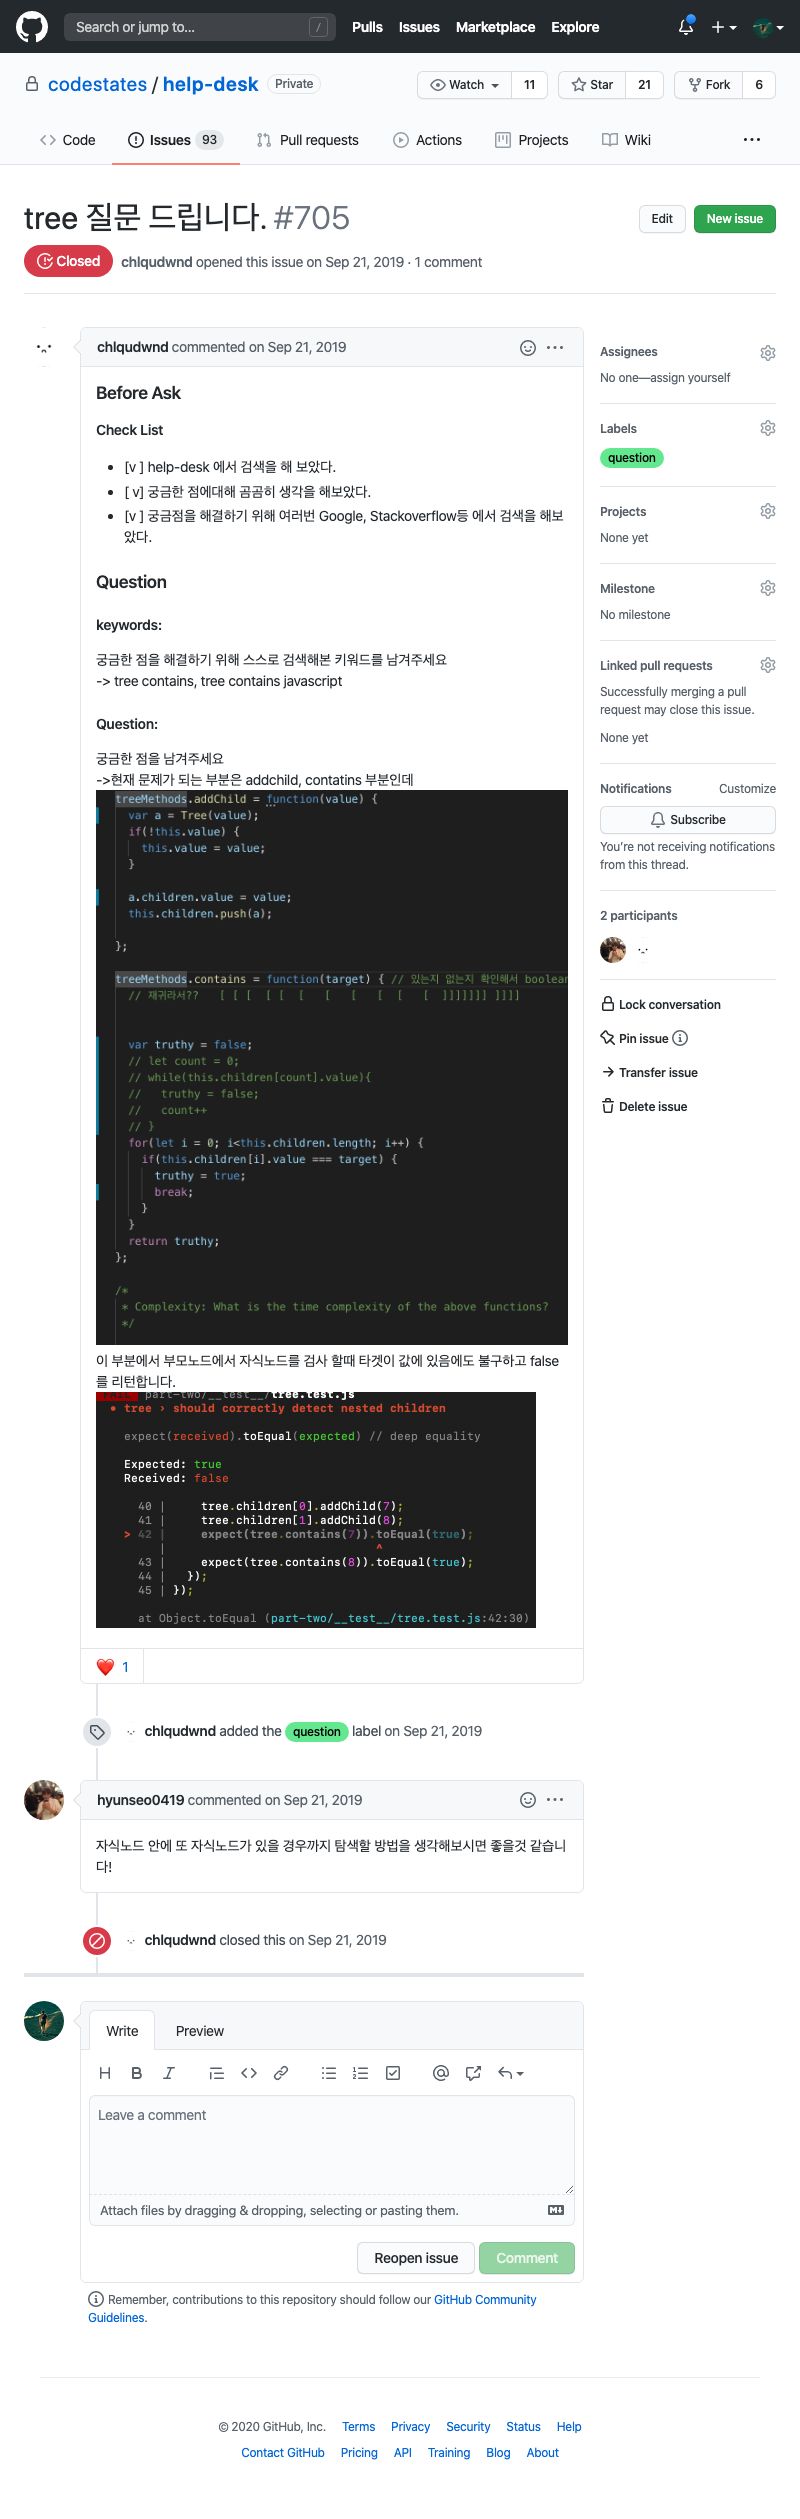 Search or jump to...
/
Pulls Issues Marketplace Explore
codestates / help-desk Private
Watch 11 Star 21 Fork 6
Code Issues 93 Pull requests Actions Projects Wiki
tree 질문 드립니다. #705
Edit New issue
Closed chlqudwnd opened this issue on Sep 21, 2019 · 1 comment
chlqudwnd commented on Sep 21, 2019
Before Ask
Check List
• [v ] help-desk 에서 검색을 해 보았다.
• [ v] 궁금한 점에대해 곰곰히 생각을 해보았다.
• [v ] 궁금점을 해결하기 위해 여러번 Google, Stackoverflow등 에서 검색을 해보
았다.
Question
keywords:
궁금한 점을 해결하기 위해 스스로 검색해본 키워드를 남겨주세요
-> tree contains, tree contains javascript
Question:
궁금한 점을 남겨주세요
->현재 문제가 되는 부분은 addchild, contatins 부분인데
treeMethods.addChild = function(value) {
var a = Tree(value);
if(!this.value) {
this.value = value;
}
a.children.value = value;
this.children.push(a);
};
treeMethods.contains = function(target) { // 있는지 없는지 확인해서 boolean
// 재귀라서?? [ [ [ [ [ [ [ [ [ [ [ ]]]]]]] ]]]]
var truthy = false;
// let count = 0;
// while(this.children[count].value){
// truthy = false;
// count++
// }
for(let i = 0; i<this.children.length; i++) {
if(this.children[i].value === target) {
truthy = true;
break;
}
}
return truthy;
};
/*
* Complexity: What is the time complexity of the above functions?
*/
이 부분에서 부모노드에서 자식노드를 검사 할때 타겟이 값에 있음에도 불구하고 false
를 리턴합니다.
FAIL part-two/__test__/tree.test.js
• tree › should correctly detect nested children
expect(received).toEqual(expected) // deep equality
Expected: true
Received: false
40 | tree.children[0].addChild(7);
41 | tree.children[1].addChild(8);
> 42 | expect(tree.contains(7)).toEqual(true);
| ^
43 | expect(tree.contains(8)).toEqual(true);
44 | });
45 | });
at Object.toEqual (part-two/__test__/tree.test.js:42:30)
❤️ 1
chlqudwnd added the question label on Sep 21, 2019
hyunseo0419 commented on Sep 21, 2019
자식노드 안에 또 자식노드가 있을 경우까지 탐색할 방법을 생각해보시면 좋을것 같습니
다!
chlqudwnd closed this on Sep 21, 2019
Write Preview
Leave a comment
Attach files by dragging & dropping, selecting or pasting them.
Reopen issue Comment
Remember, contributions to this repository should follow our GitHub Community
Guidelines.
Assignees
No one—assign yourself
Labels
question
Projects
None yet
Milestone
No milestone
Linked pull requests
Successfully merging a pull
request may close this issue.
None yet
Notifications Customize
Subscribe
You're not receiving notifications
from this thread.
2 participants
Lock conversation
Pin issue
Transfer issue
Delete issue
© 2020 GitHub, Inc. Terms Privacy Security Status Help
Contact GitHub Pricing API Training Blog About